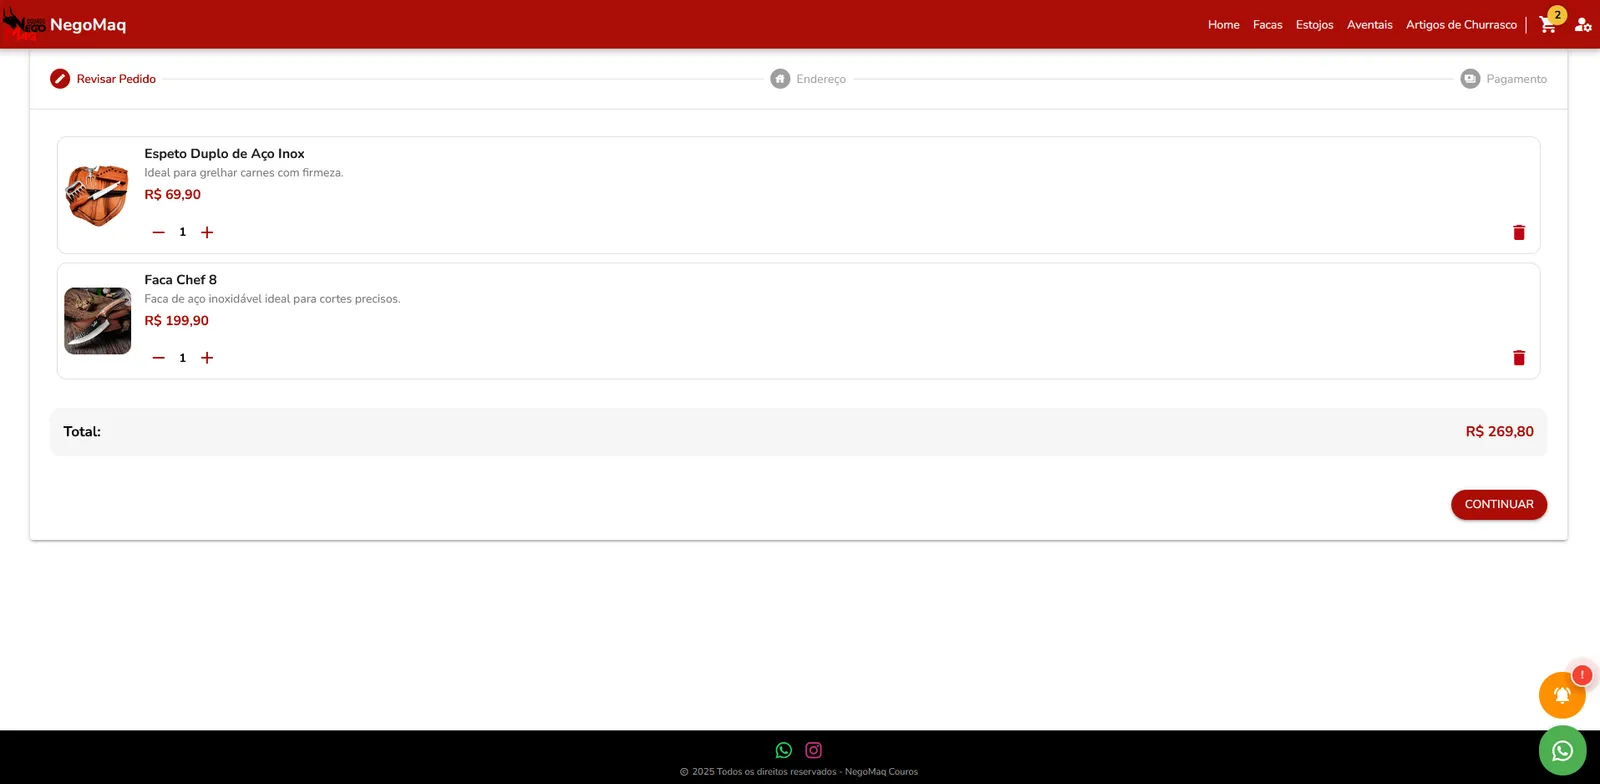 NegoMaq
Home Facas Estojos Aventais Artigos de Churrasco 2
Revisar Pedido Endereço Pagamento
Espeto Duplo de Aço Inox
Ideal para grelhar carnes com firmeza.
R$ 69,90
1
Faca Chef 8
Faca de aço inoxidável ideal para cortes precisos.
R$ 199,90
1
Total: R$ 269,80
CONTINUAR
!
© 2025 Todos os direitos reservados - NegoMaq Couros